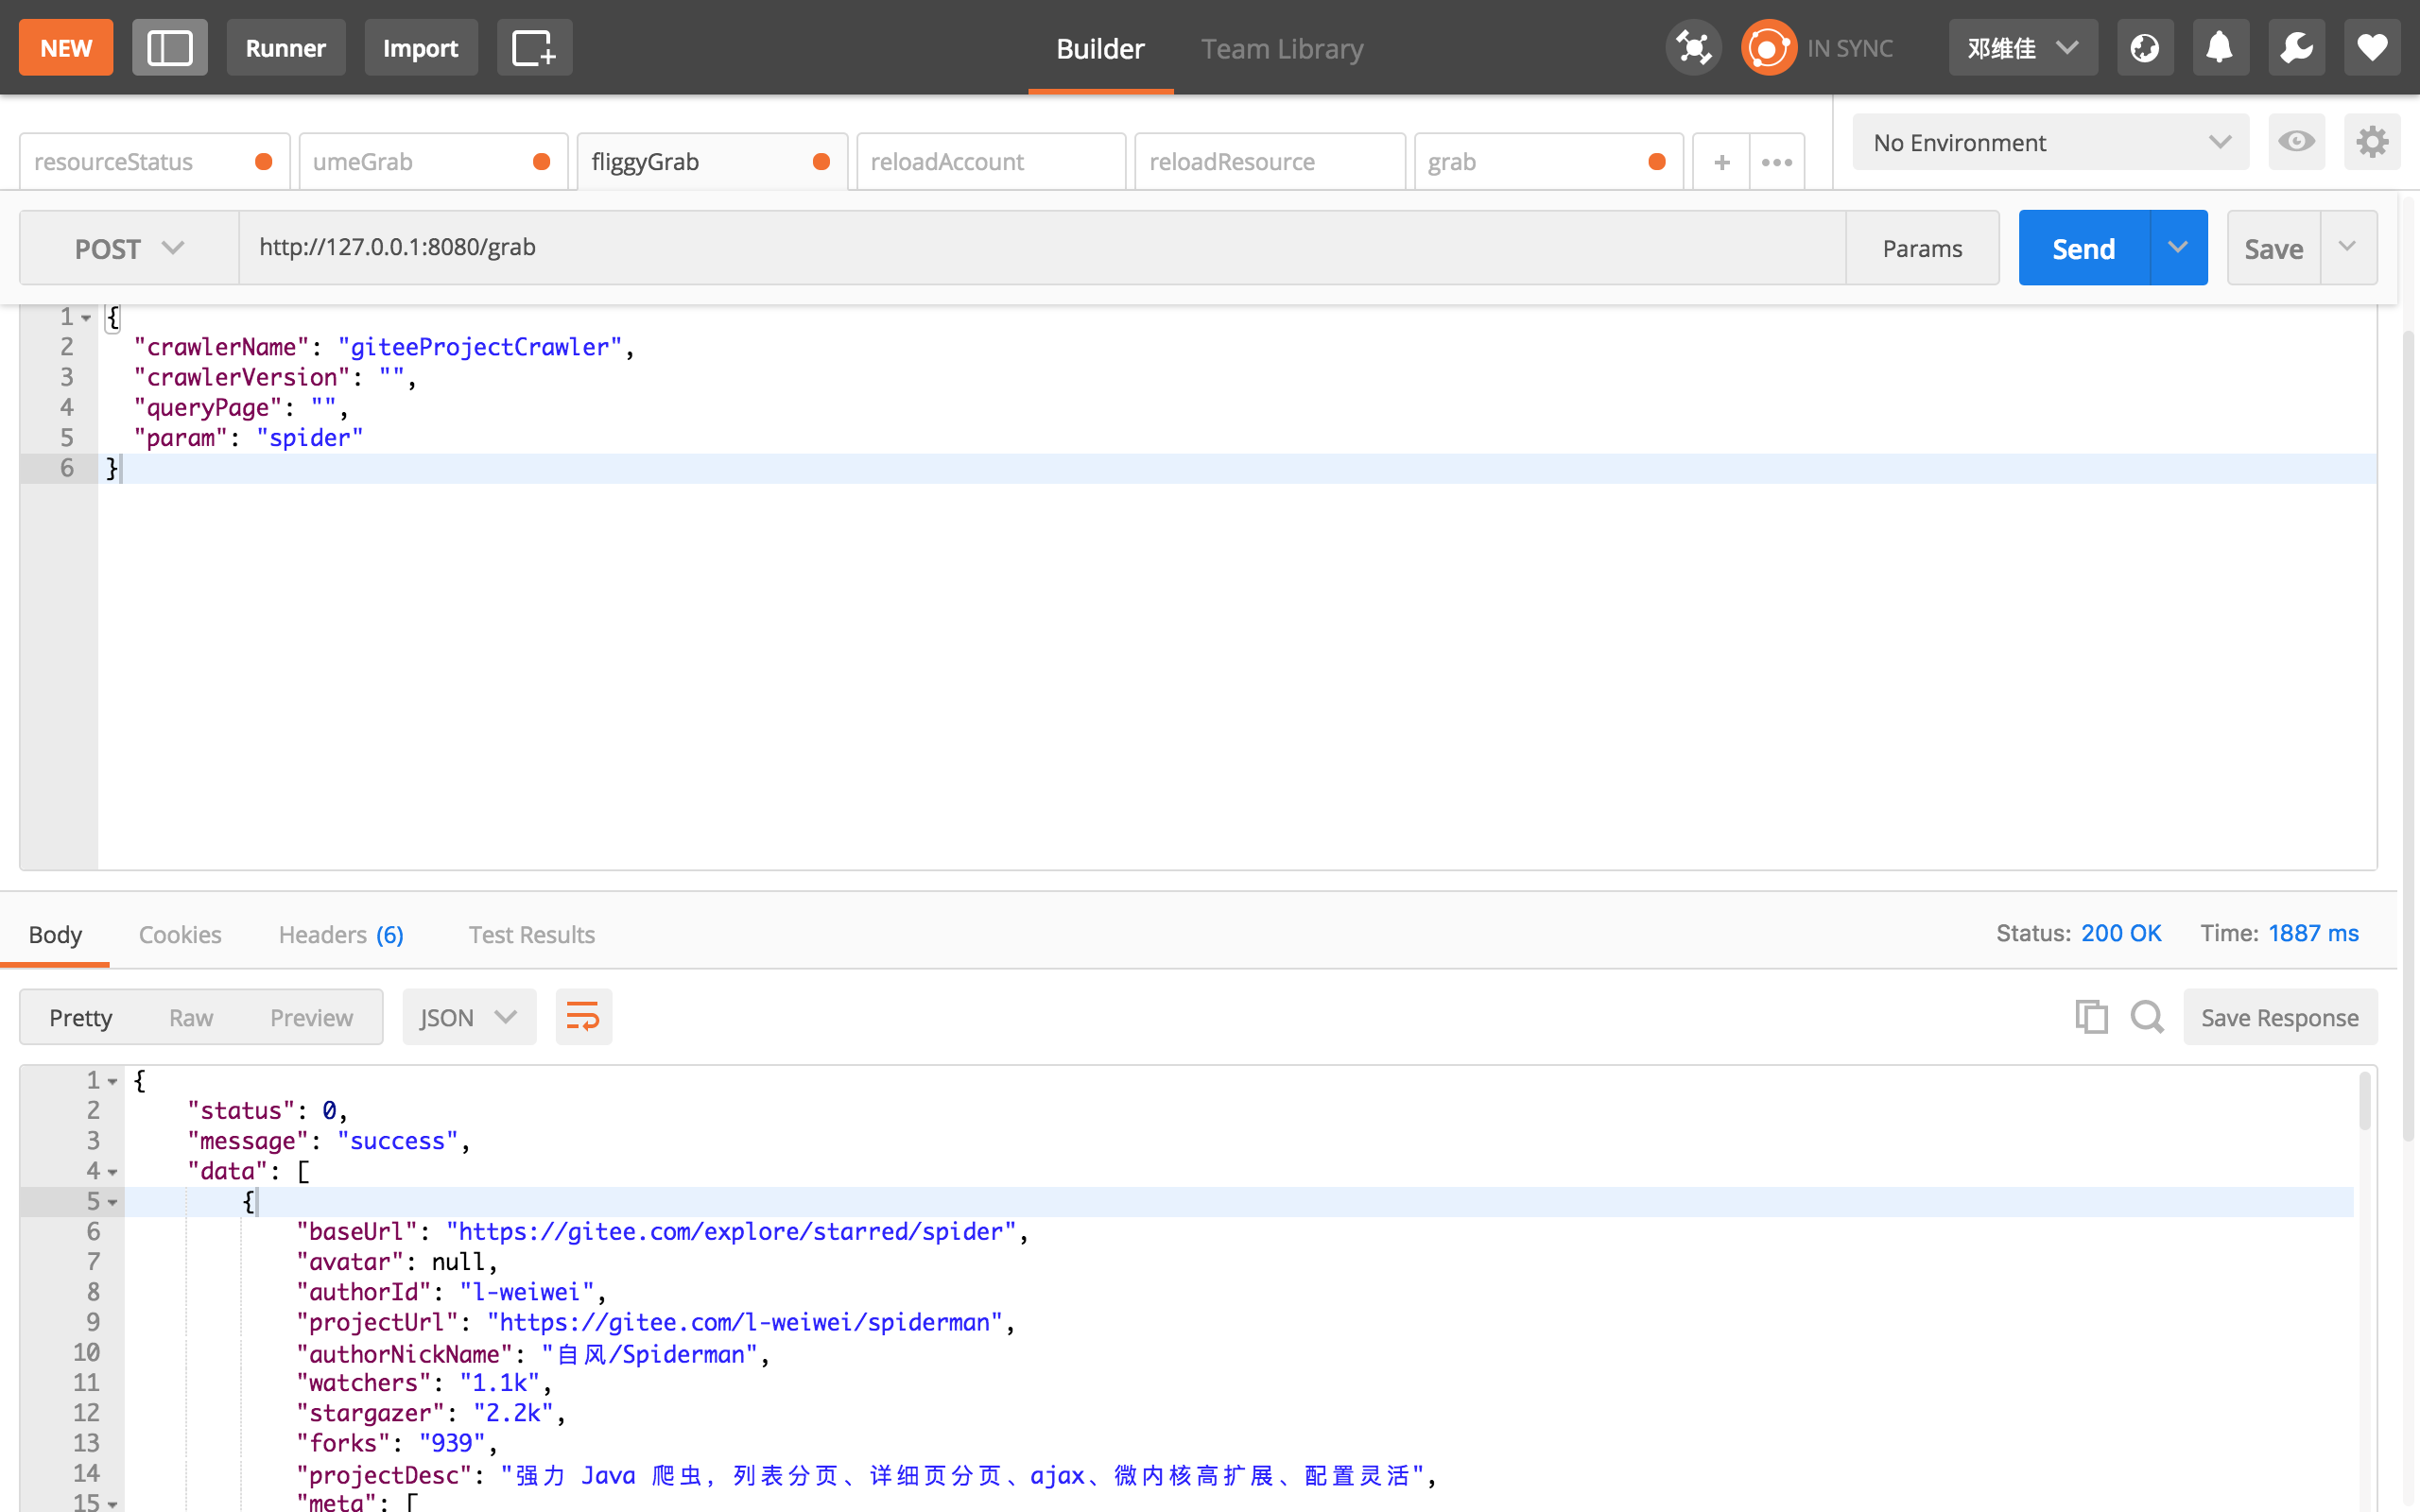 NEW Runner Import Builder Team Library IN SYNC 邓维佳
resourceStatus umeGrab fliggyGrab reloadAccount reloadResource grab + ••• No Environment
POST http://127.0.0.1:8080/grab Params Send Save
1 {
2 "crawlerName": "giteeProjectCrawler",
3 "crawlerVersion": "",
4 "queryPage": "",
5 "param": "spider"
6 }
Body Cookies Headers (6) Test Results Status: 200 OK Time: 1887 ms
Pretty Raw Preview JSON Save Response
1 {
2 "status": 0,
3 "message": "success",
4 "data": [
5 {
6 "baseUrl": "https://gitee.com/explore/starred/spider",
7 "avatar": null,
8 "authorId": "l-weiwei",
9 "projectUrl": "https://gitee.com/l-weiwei/spiderman",
10 "authorNickName": "自风/Spiderman",
11 "watchers": "1.1k",
12 "stargazer": "2.2k",
13 "forks": "939",
14 "projectDesc": "强力 Java 爬虫，列表分页、详细页分页、ajax、微内核高扩展、配置灵活",
15 "meta": [